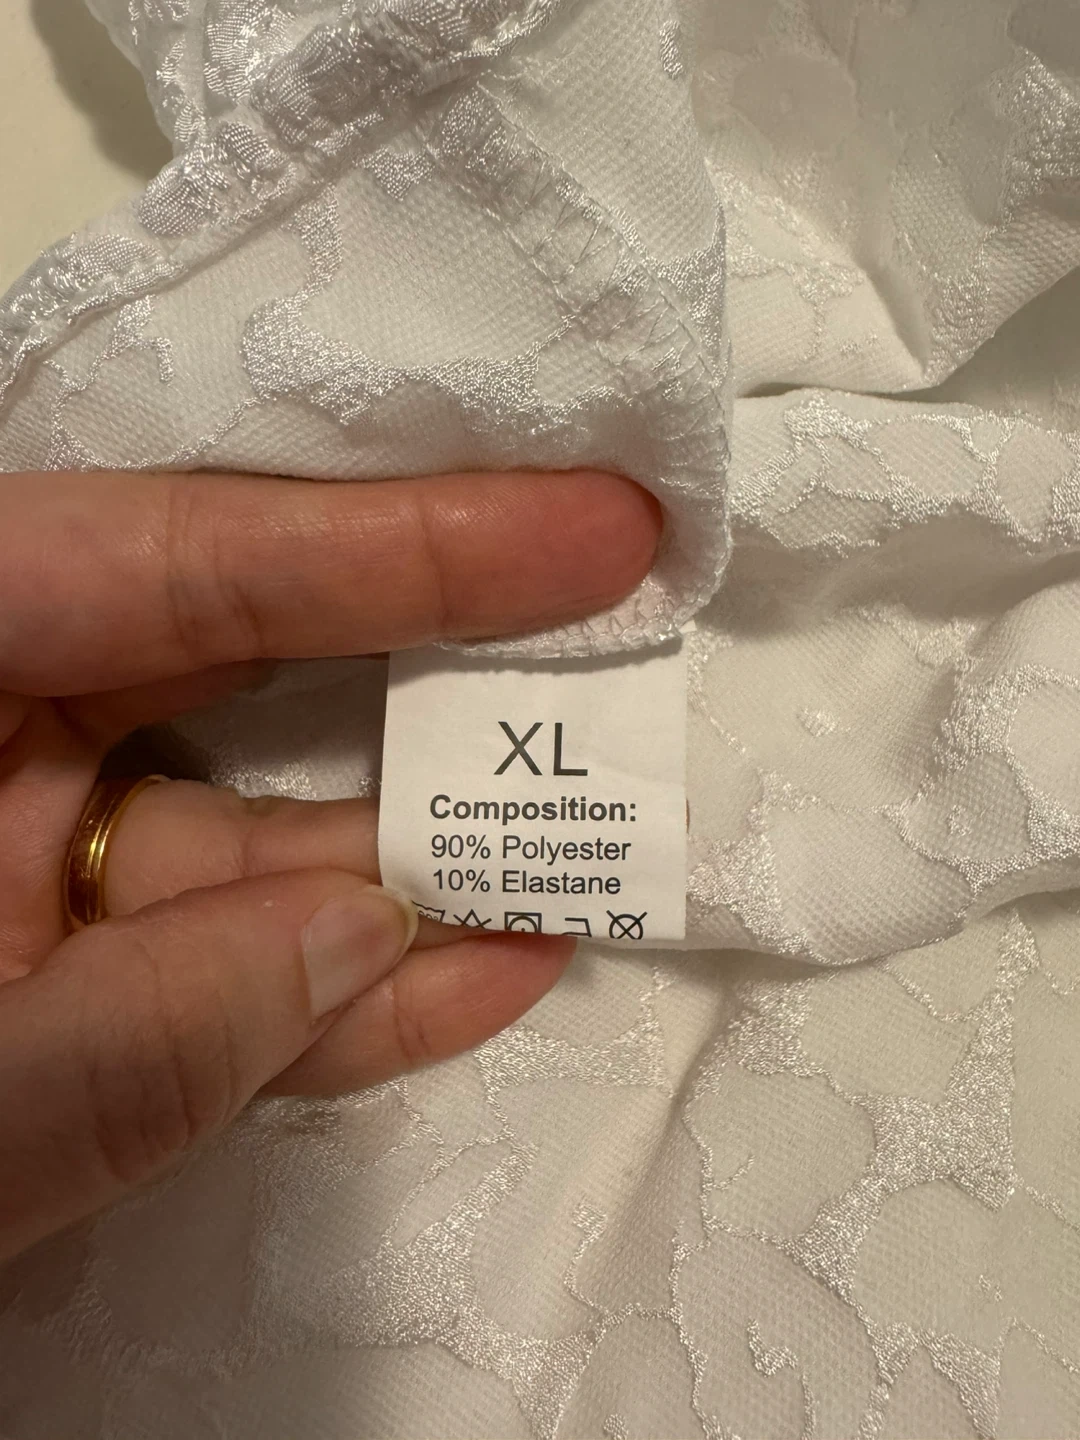 XL
Composition:
90% Polyester
10% Elastane